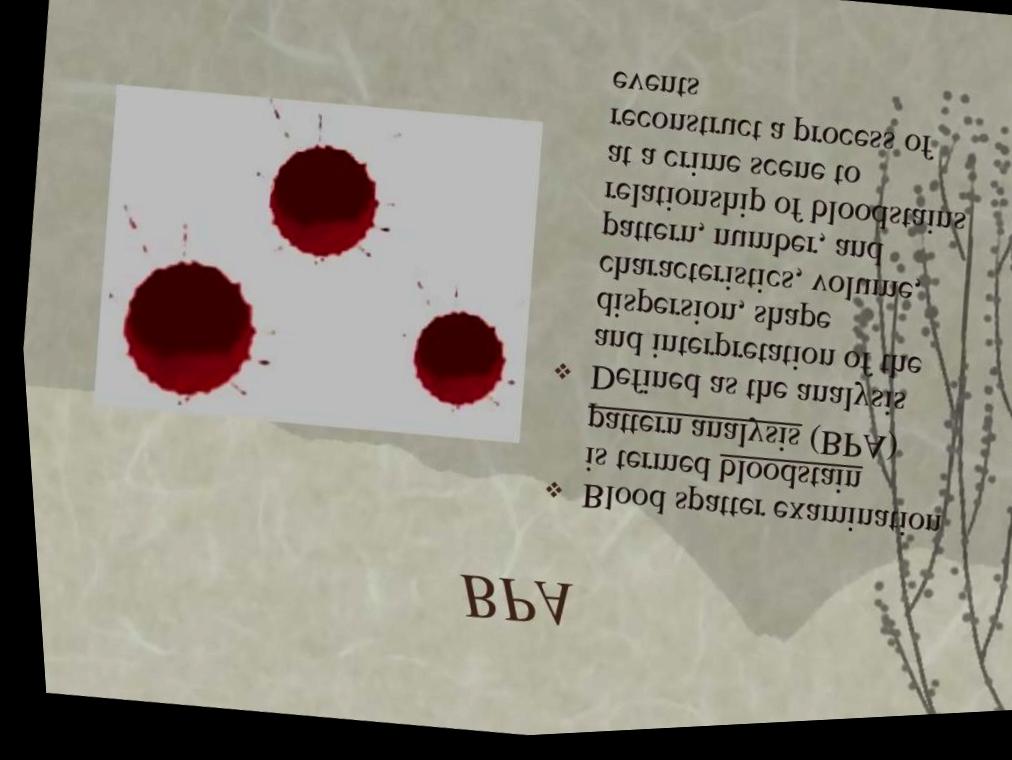 BPA
❖ Blood spatter examination
is termed bloodstain
pattern analysis (BPA)
❖ Defined as the analysis
and interpretation of the
dispersion, shape
characteristics, volume,
pattern, number, and
relationship of bloodstains
at a crime scene to
reconstruct a process of
events